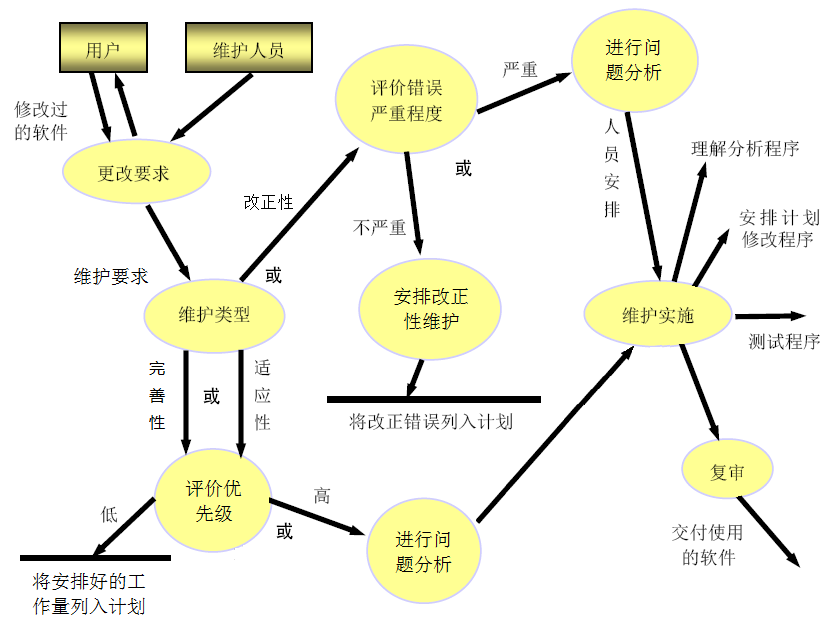 用户
维护人员
修改过
的软件
更改要求
评价错误
严重程度
严重
进行问
题分析
人
员
安
排
理解分析程序
安排计划
修改程序
改正性
或
或
不严重
维护要求
维护类型
安排改正
性维护
维护实施
测试程序
完
善
性
或
适
应
性
将改正错误列入计划
评价优
先级
低
或
高
进行问
题分析
复审
交付使用
的软件
将安排好的工
作量列入计划